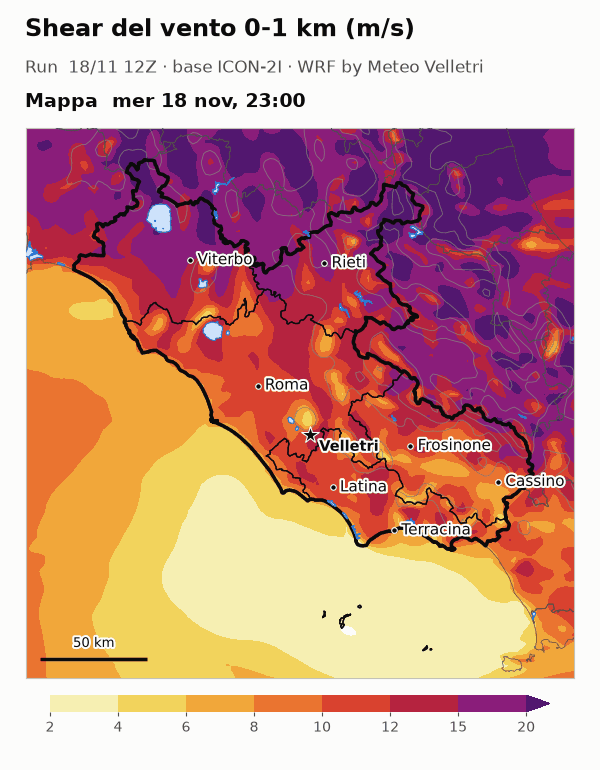 Shear del vento 0-1 km (m/s)
Run 18/11 12Z · base ICON-2I · WRF by Meteo Velletri
Mappa mer 18 nov, 23:00
Viterbo
Rieti
Roma
Velletri
Frosinone
Latina
Cassino
Terracina
50 km
2 4 6 8 10 12 15 20